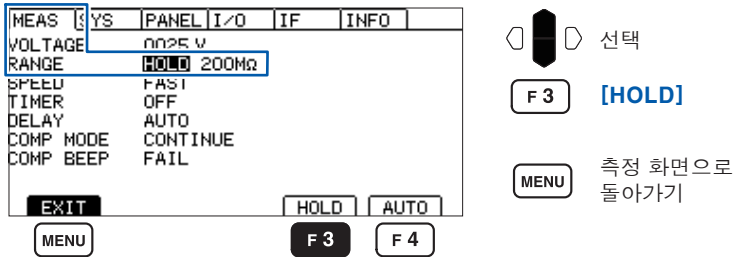 MEAS SYS PANEL I/O IF INFO
VOLTAGE 0025 V
RANGE HOLD 200MΩ
SPEED FAST
TIMER OFF
DELAY AUTO
COMP MODE CONTINUE
COMP BEEP FAIL
EXIT HOLD AUTO
MENU F 3 F 4
선택
F 3 [HOLD]
MENU 측정 화면으로
돌아가기